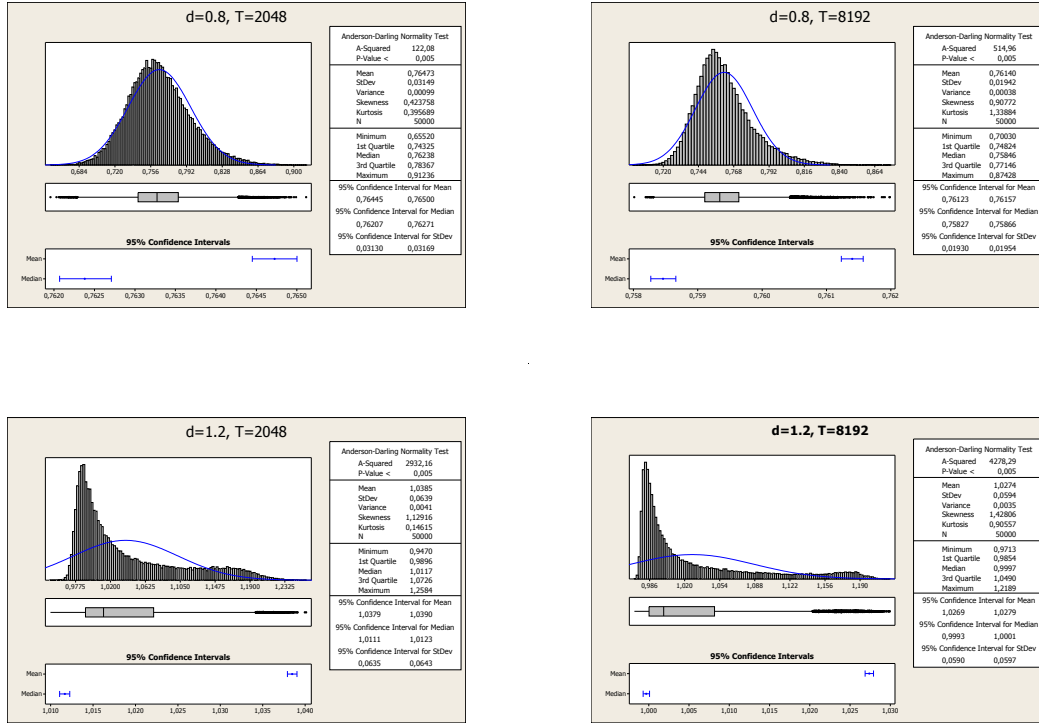 d=0.8, T=2048
Anderson-Darling Normality Test
A-Squared 122,08
P-Value < 0,005
Mean 0,76473
StDev 0,03149
Variance 0,00099
Skewness 0,423758
Kurtosis 0,395689
N 50000
Minimum 0,65520
1st Quartile 0,74325
Median 0,76238
3rd Quartile 0,78367
Maximum 0,91236
95% Confidence Interval for Mean
0,76445 0,76500
95% Confidence Interval for Median
0,76207 0,76271
95% Confidence Interval for StDev
0,03130 0,03169
0,684 0,720 0,756 0,792 0,828 0,864 0,900
95% Confidence Intervals
Mean
Median
0,7620 0,7625 0,7630 0,7635 0,7640 0,7645 0,7650
d=0.8, T=8192
Anderson-Darling Normality Test
A-Squared 514,96
P-Value < 0,005
Mean 0,76140
StDev 0,01942
Variance 0,00038
Skewness 0,90772
Kurtosis 1,33884
N 50000
Minimum 0,70030
1st Quartile 0,74824
Median 0,75846
3rd Quartile 0,77146
Maximum 0,87428
95% Confidence Interval for Mean
0,76123 0,76157
95% Confidence Interval for Median
0,75827 0,75866
95% Confidence Interval for StDev
0,01930 0,01954
0,720 0,744 0,768 0,792 0,816 0,840 0,864
95% Confidence Intervals
Mean
Median
0,758 0,759 0,760 0,761 0,762
d=1.2, T=2048
Anderson-Darling Normality Test
A-Squared 2932,16
P-Value < 0,005
Mean 1,0385
StDev 0,0639
Variance 0,0041
Skewness 1,12916
Kurtosis 0,14615
N 50000
Minimum 0,9470
1st Quartile 0,9896
Median 1,0117
3rd Quartile 1,0726
Maximum 1,2584
95% Confidence Interval for Mean
1,0379 1,0390
95% Confidence Interval for Median
1,0111 1,0123
95% Confidence Interval for StDev
0,0635 0,0643
0,9775 1,0200 1,0625 1,1050 1,1475 1,1900 1,2325
95% Confidence Intervals
Mean
Median
1,010 1,015 1,020 1,025 1,030 1,035 1,040
d=1.2, T=8192
Anderson-Darling Normality Test
A-Squared 4278,29
P-Value < 0,005
Mean 1,0274
StDev 0,0594
Variance 0,0035
Skewness 1,42806
Kurtosis 0,90557
N 50000
Minimum 0,9713
1st Quartile 0,9854
Median 0,9997
3rd Quartile 1,0490
Maximum 1,2189
95% Confidence Interval for Mean
1,0269 1,0279
95% Confidence Interval for Median
0,9993 1,0001
95% Confidence Interval for StDev
0,0590 0,0597
0,986 1,020 1,054 1,088 1,122 1,156 1,190
95% Confidence Intervals
Mean
Median
1,000 1,005 1,010 1,015 1,020 1,025 1,030